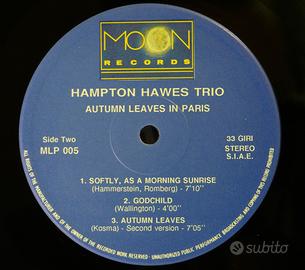 MOON
RECORDS
HAMPTON HAWES TRIO
AUTUMN LEAVES IN PARIS
Side Two
MLP 005
33 GIRI
STEREO
S.I.A.E.
1. SOFTLY, AS A MORNING SUNRISE
(Hammerstein, Romberg) - 7'10''
2. GODCHILD
(Wallington) - 4'00''
3. AUTUMN LEAVES
(Kosma) - Second version - 7'05''
ALL RIGHTS OF THE MANUFACTURER AND OF THE OWNER OF THE RECORDED WORK RESERVED - UNAUTHORIZED PUBLIC PERFORMANCE BROADCASTING AND COPYING OF THIS RECORD PROHIBITED
subito